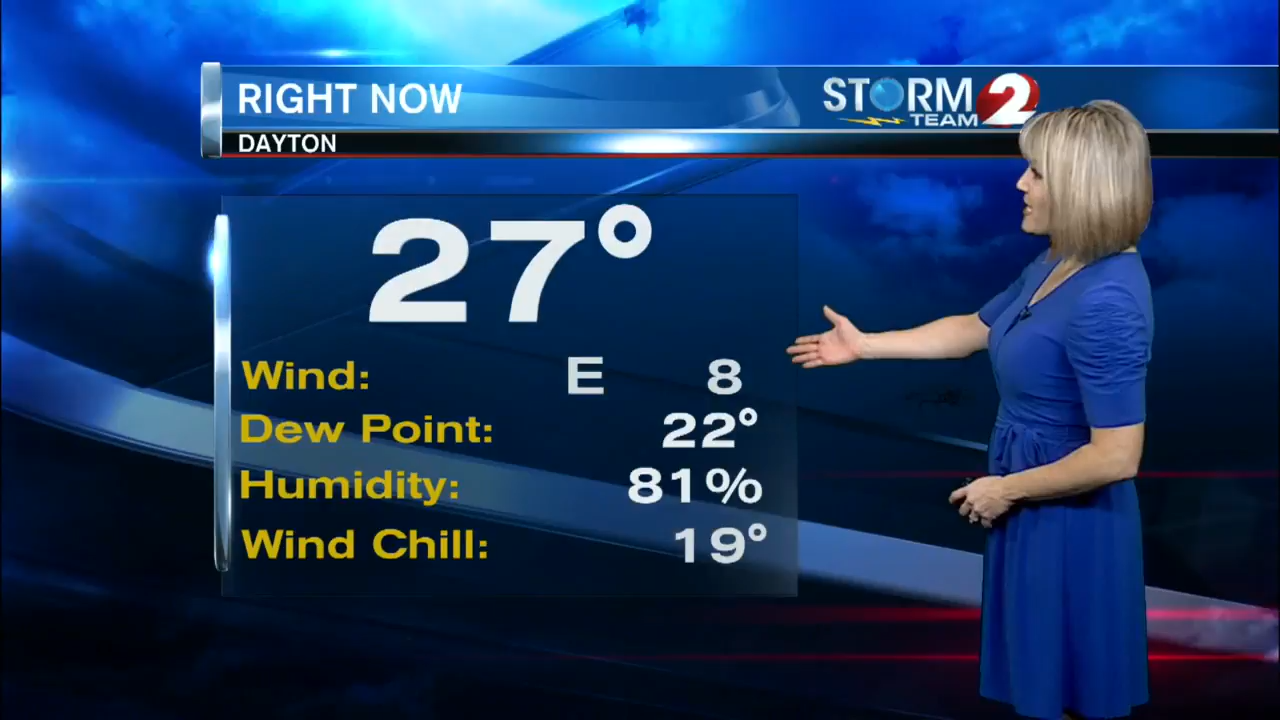 RIGHT NOW
STORM
TEAM 2
DAYTON
27°
Wind: E 8
Dew Point: 22°
Humidity: 81%
Wind Chill: 19°